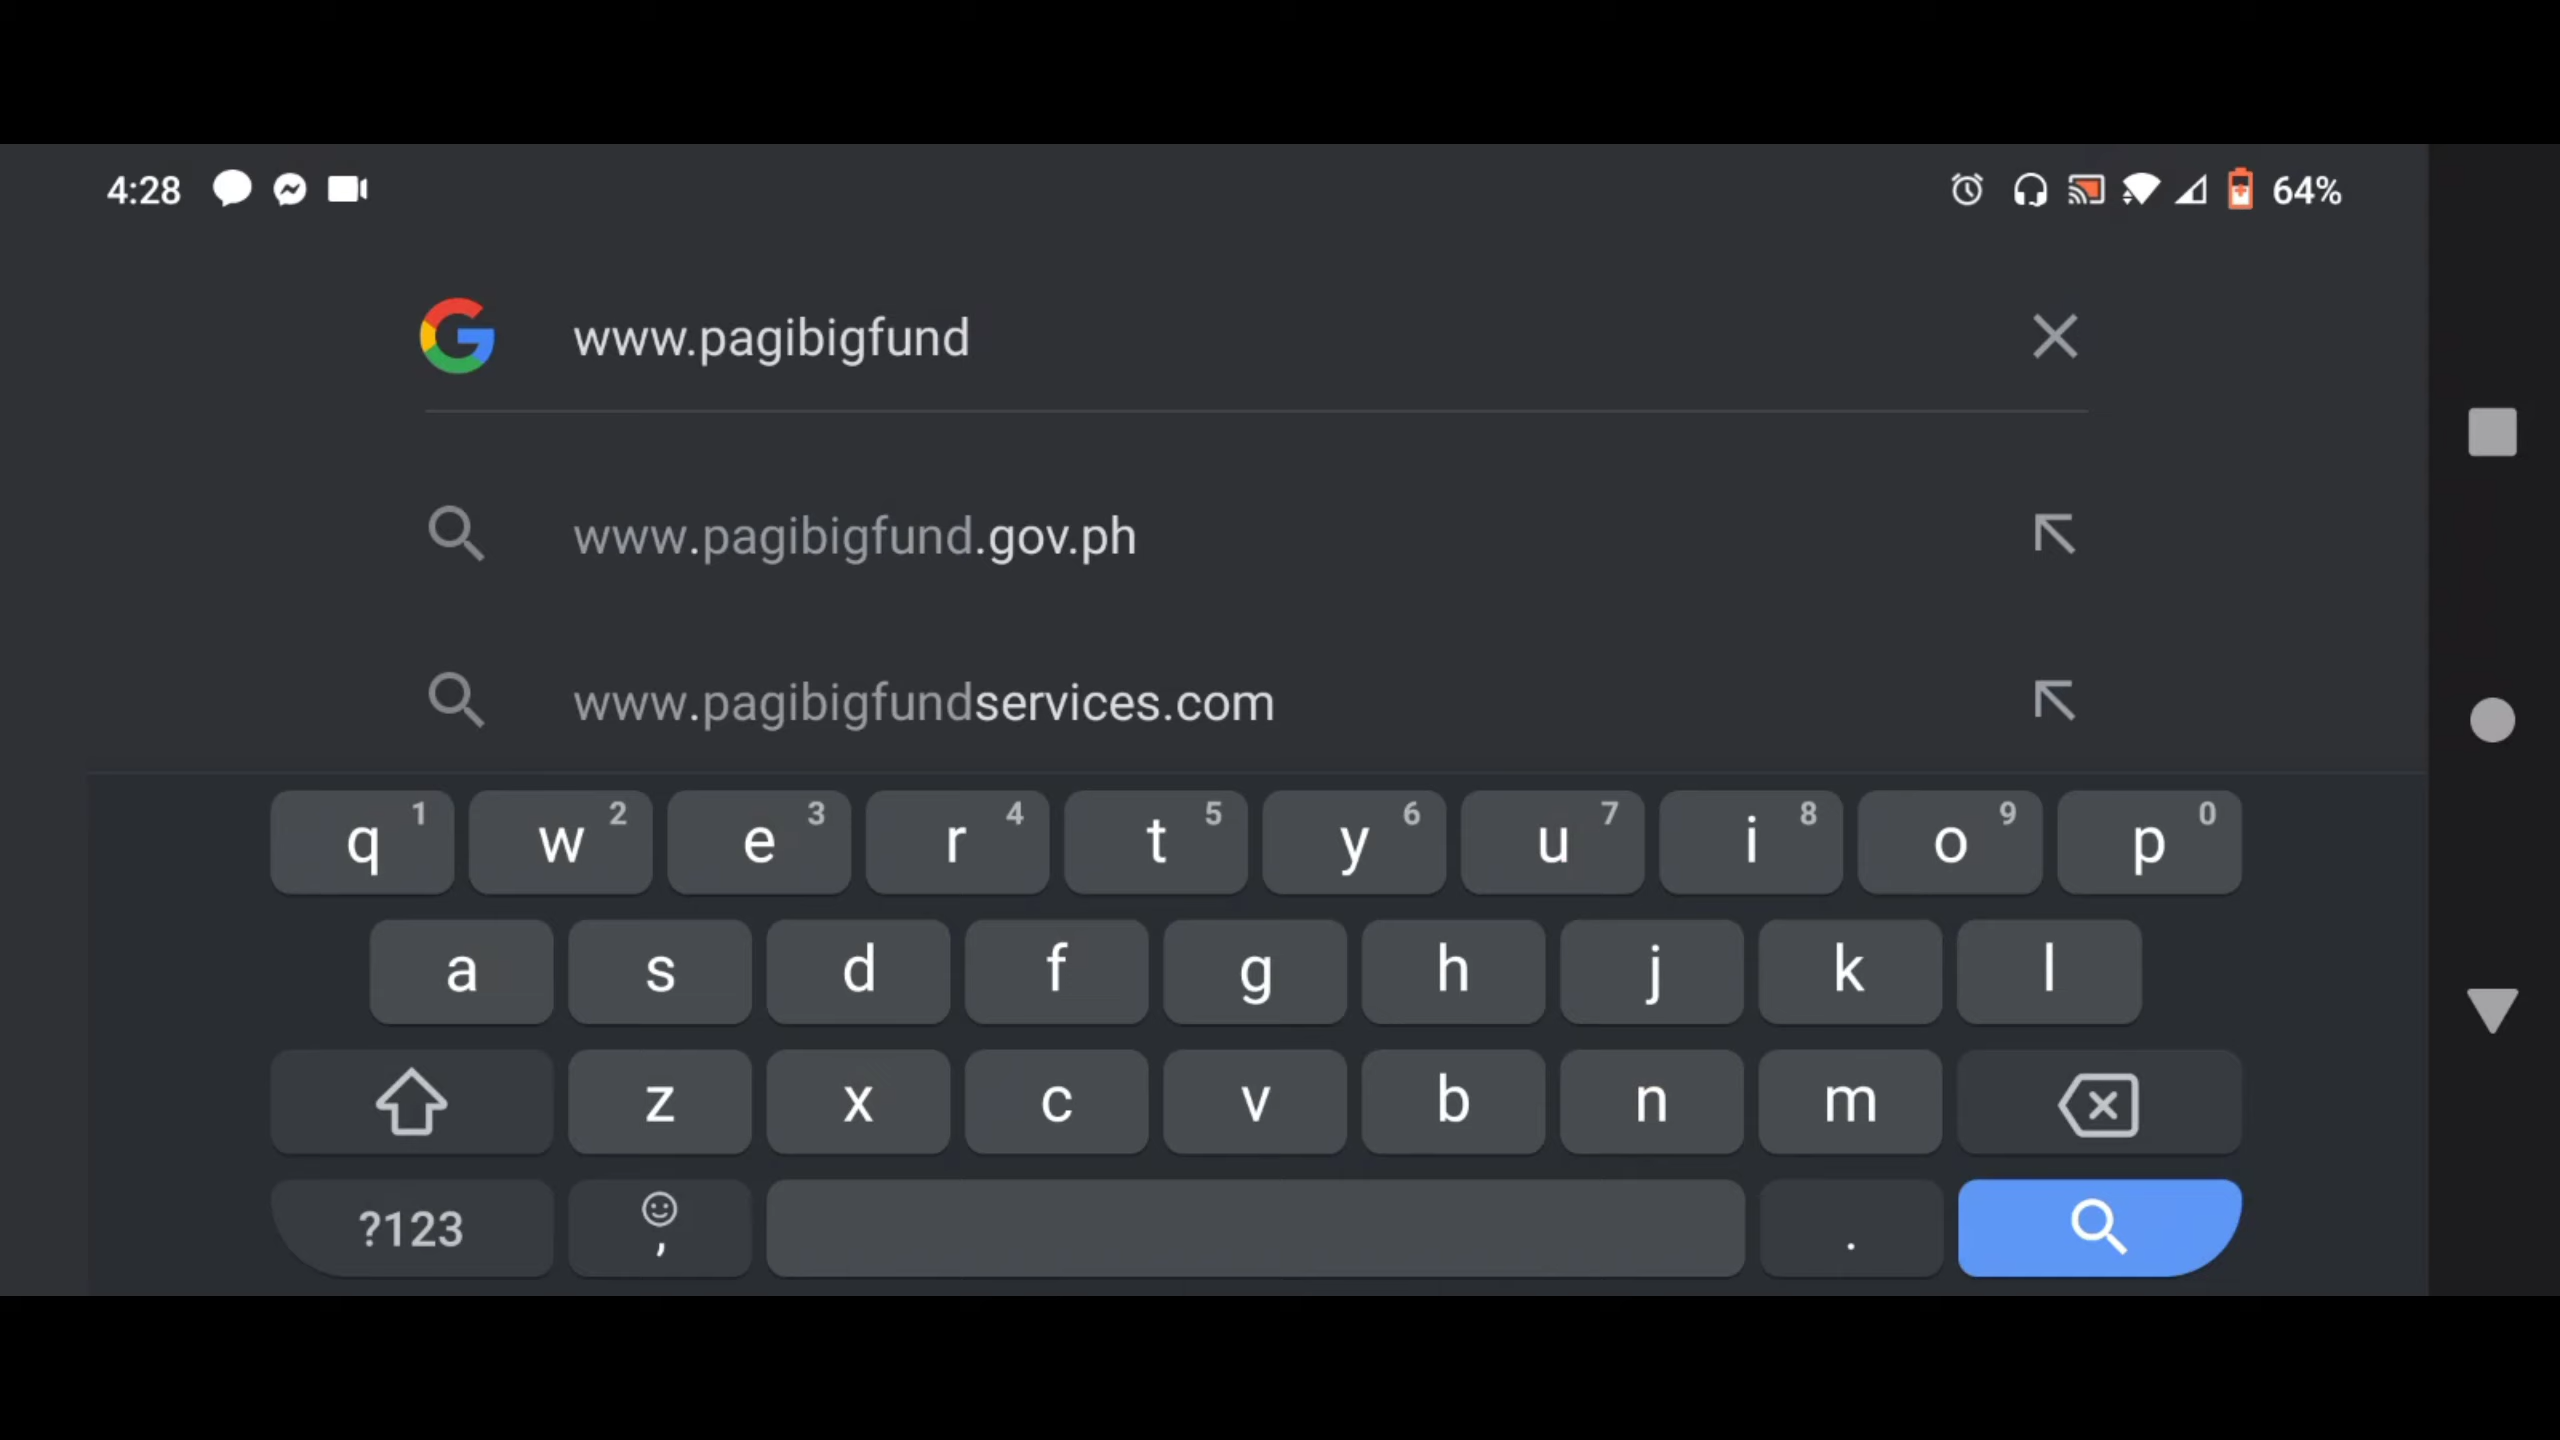 4:28 64%
www.pagibigfund
www.pagibigfund.gov.ph
www.pagibigfundservices.com
q 1 w 2 e 3 r 4 t 5 y 6 u 7 i 8 o 9 p 0
a s d f g h j k l
z x c v b n m
?123 , .